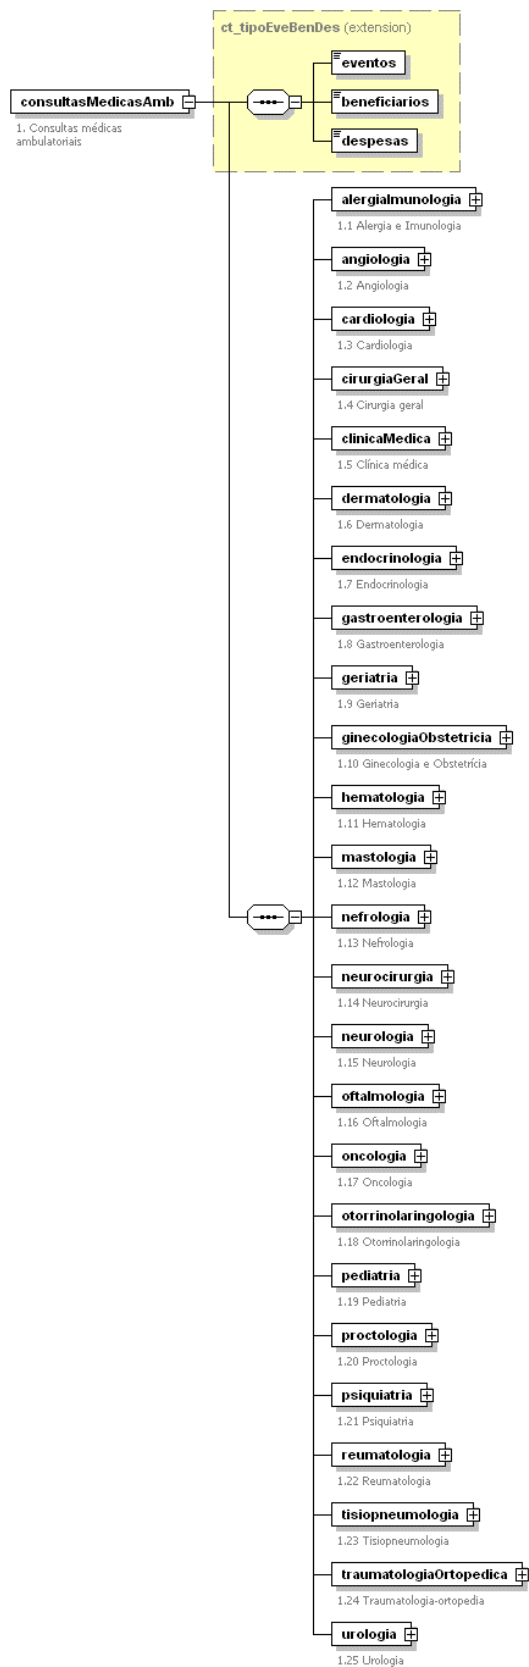 ct_tipoEveBenDes (extension)
eventos
consultasMedicasAmb
beneficiarios
1. Consultas médicas
ambulatoriais
despesas
alergiaImunologia
1.1 Alergia e Imunologia
angiologia
1.2 Angiologia
cardiologia
1.3 Cardiologia
cirurgiaGeral
1.4 Cirurgia geral
clinicaMedica
1.5 Clínica médica
dermatologia
1.6 Dermatologia
endocrinologia
1.7 Endocrinologia
gastroenterologia
1.8 Gastroenterologia
geriatria
1.9 Geriatria
ginecologiaObstetricia
1.10 Ginecologia e Obstetrícia
hematologia
1.11 Hematologia
mastologia
1.12 Mastologia
nefrologia
1.13 Nefrologia
neurocirurgia
1.14 Neurocirurgia
neurologia
1.15 Neurologia
oftalmologia
1.16 Oftalmologia
oncologia
1.17 Oncologia
otorrinolaringologia
1.18 Otorrinolaringologia
pediatria
1.19 Pediatria
proctologia
1.20 Proctologia
psiquiatria
1.21 Psiquiatria
reumatologia
1.22 Reumatologia
tisiopneumologia
1.23 Tisiopneumologia
traumatologiaOrtopedica
1.24 Traumatologia-ortopedia
urologia
1.25 Urologia